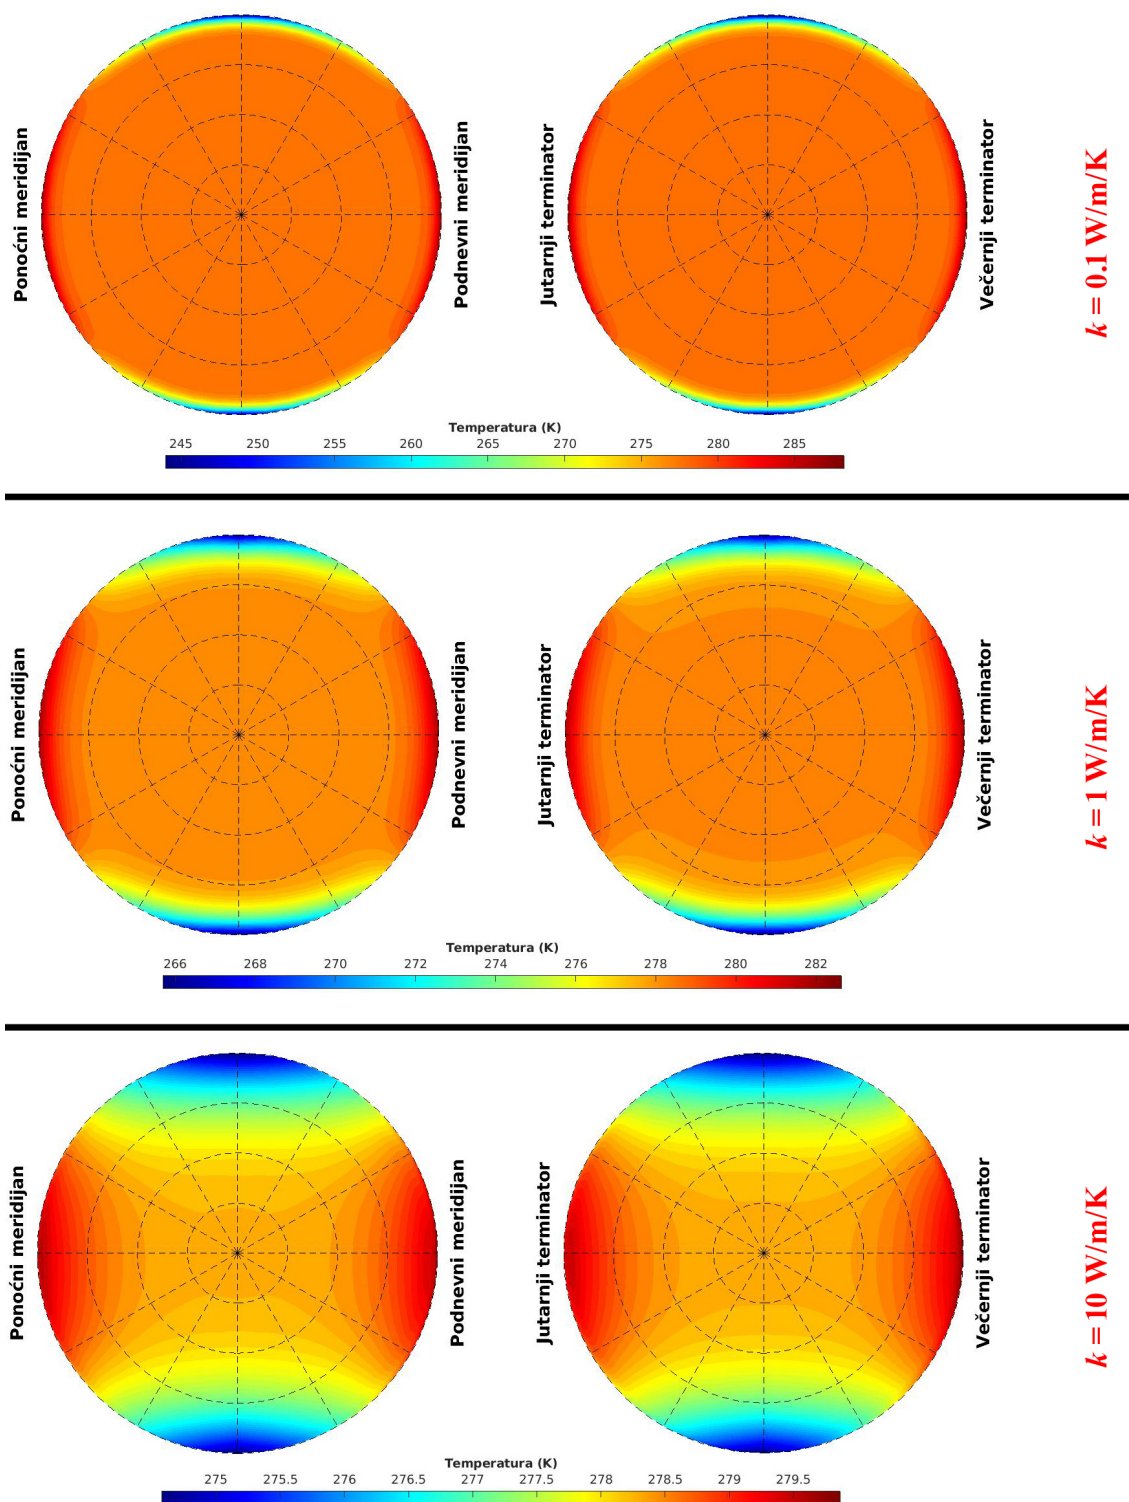 Ponoćni meridijan
Podnevni meridijan
Jutarnji terminator
Večernji terminator
k = 0.1 W/m/K
Temperatura (K)
245 250 255 260 265 270 275 280 285
Ponoćni meridijan
Podnevni meridijan
Jutarnji terminator
Večernji terminator
k = 1 W/m/K
Temperatura (K)
266 268 270 272 274 276 278 280 282
Ponoćni meridijan
Podnevni meridijan
Jutarnji terminator
Večernji terminator
k = 10 W/m/K
Temperatura (K)
275 275.5 276 276.5 277 277.5 278 278.5 279 279.5